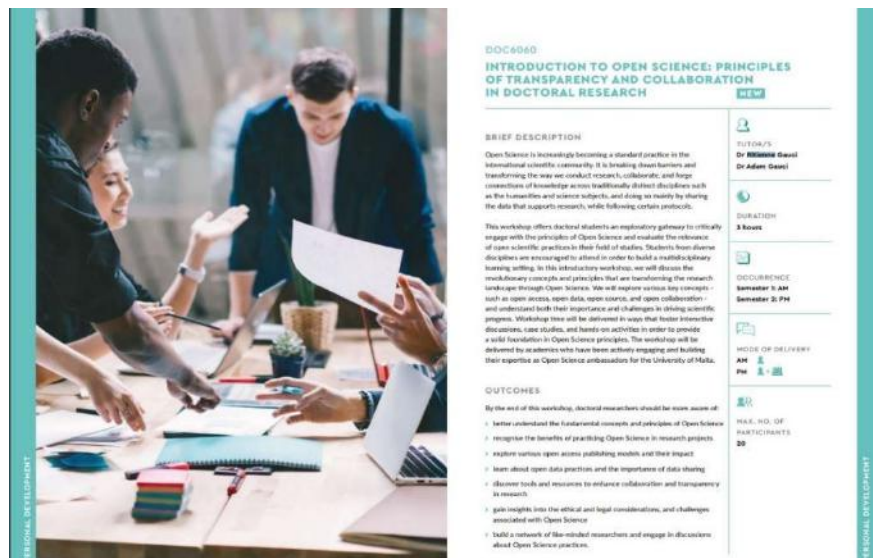 PERSONAL DEVELOPMENT
DOC6060
INTRODUCTION TO OPEN SCIENCE: PRINCIPLES
OF TRANSPARENCY AND COLLABORATION
IN DOCTORAL RESEARCH NEW
BRIEF DESCRIPTION
Open Science is increasingly becoming a standard practice in the
international scientific community. It is breaking down barriers and
transforming the way we conduct research, collaborate, and forge
connections of knowledge across traditionally distinct disciplines such
as the humanities and science subjects, and doing so mainly by sharing
the data that supports research, while following certain protocols.
This workshop offers doctoral students an exploratory gateway to critically
engage with the principles of Open Science and evaluate the relevance
of open scientific practices in their field of studies. Students from diverse
disciplines are encouraged to attend in order to build a multidisciplinary
learning setting. In this introductory workshop, we will discuss the
revolutionary concepts and principles that are transforming the research
landscape through Open Science. We will explore various key concepts -
such as open access, open data, open source, and open collaboration -
and understand both their importance and challenges in driving scientific
progress. Workshop time will be delivered in ways that foster interactive
discussions, case studies, and hands-on activities in order to provide
a solid foundation in Open Science principles. The workshop will be
delivered by academics who have been actively engaging and building
their expertise as Open Science ambassadors for the University of Malta.
OUTCOMES
By the end of this workshop, doctoral researchers should be more aware of:
› better understand the fundamental concepts and principles of Open Science
› recognise the benefits of practising Open Science in research projects
› explore various open access publishing models and their impact
› learn about open data practices and the importance of data sharing
› discover tools and resources to enhance collaboration and transparency
in research
› gain insights into the ethical and legal considerations, and challenges
associated with Open Science
› build a network of like-minded researchers and engage in discussions
about Open Science practices.
TUTOR/S
Dr Gauci
Dr Adam Gauci
DURATION
3 hours
OCCURRENCE
Semester 1: AM
Semester 2: PM
MODE OF DELIVERY
AM
PM +
MAX. NO. OF
PARTICIPANTS
20
PERSONAL DEVELOPMENT